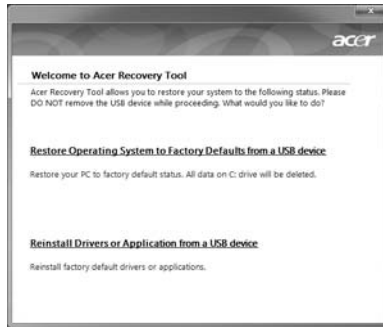 acer
Welcome to Acer Recovery Tool
Acer Recovery Tool allows you to restore your system to the following status. Please
DO NOT remove the USB device while proceeding. What would you like to do?
Restore Operating System to Factory Defaults from a USB device
Restore your PC to factory default status. All data on C: drive will be deleted.
Reinstall Drivers or Application from a USB device
Reinstall factory default drivers or applications.